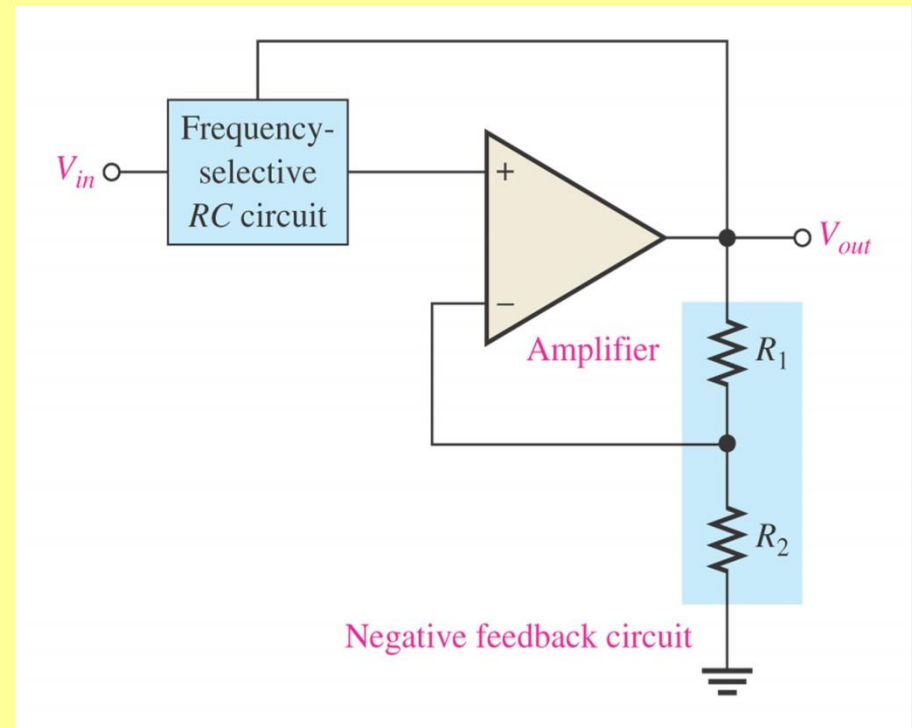 Frequency-
selective
RC circuit
V_in
+
V_out
−
Amplifier
R_1
R_2
Negative feedback circuit